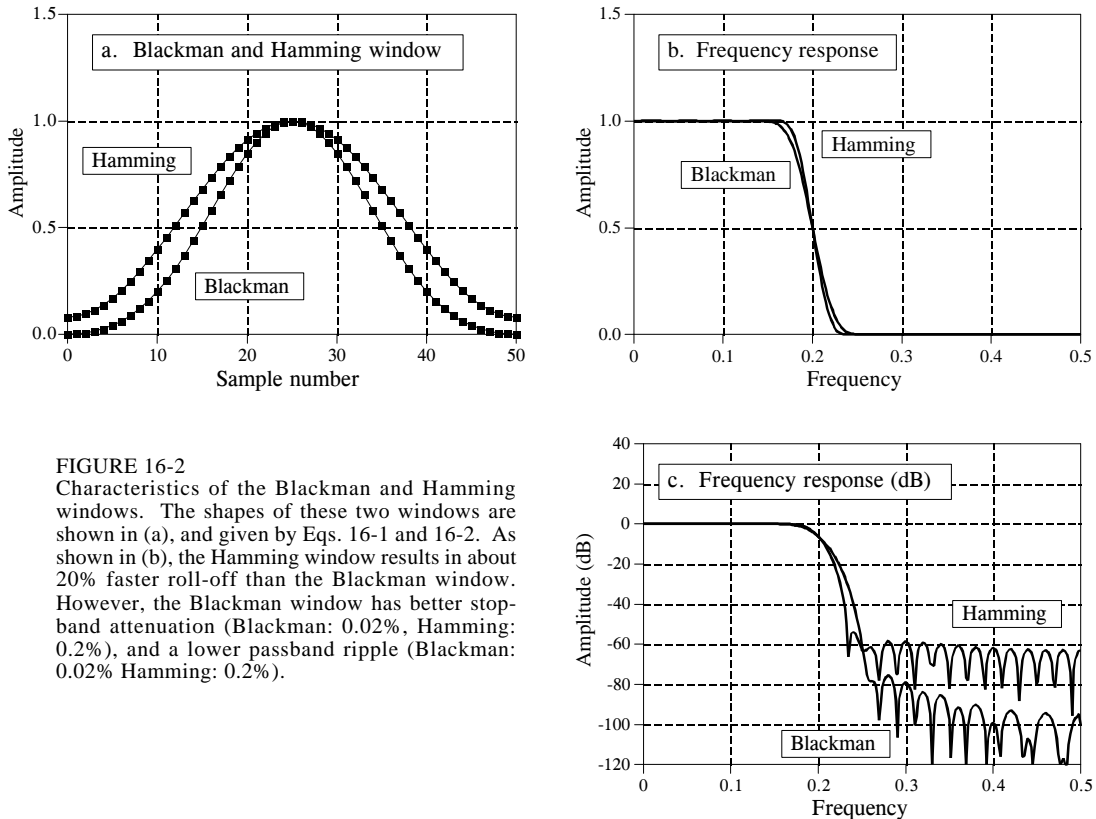 a. Blackman and Hamming window
1.5
1.0
0.5
0.0
Amplitude
Hamming
Blackman
0 10 20 30 40 50
Sample number
b. Frequency response
1.5
1.0
0.5
0.0
Amplitude
Hamming
Blackman
0 0.1 0.2 0.3 0.4 0.5
Frequency
FIGURE 16-2
Characteristics of the Blackman and Hamming
windows. The shapes of these two windows are
shown in (a), and given by Eqs. 16-1 and 16-2. As
shown in (b), the Hamming window results in about
20% faster roll-off than the Blackman window.
However, the Blackman window has better stop-
band attenuation (Blackman: 0.02%, Hamming:
0.2%), and a lower passband ripple (Blackman:
0.02% Hamming: 0.2%).
c. Frequency response (dB)
40
20
0
-20
-40
-60
-80
-100
-120
Amplitude (dB)
Hamming
Blackman
0 0.1 0.2 0.3 0.4 0.5
Frequency